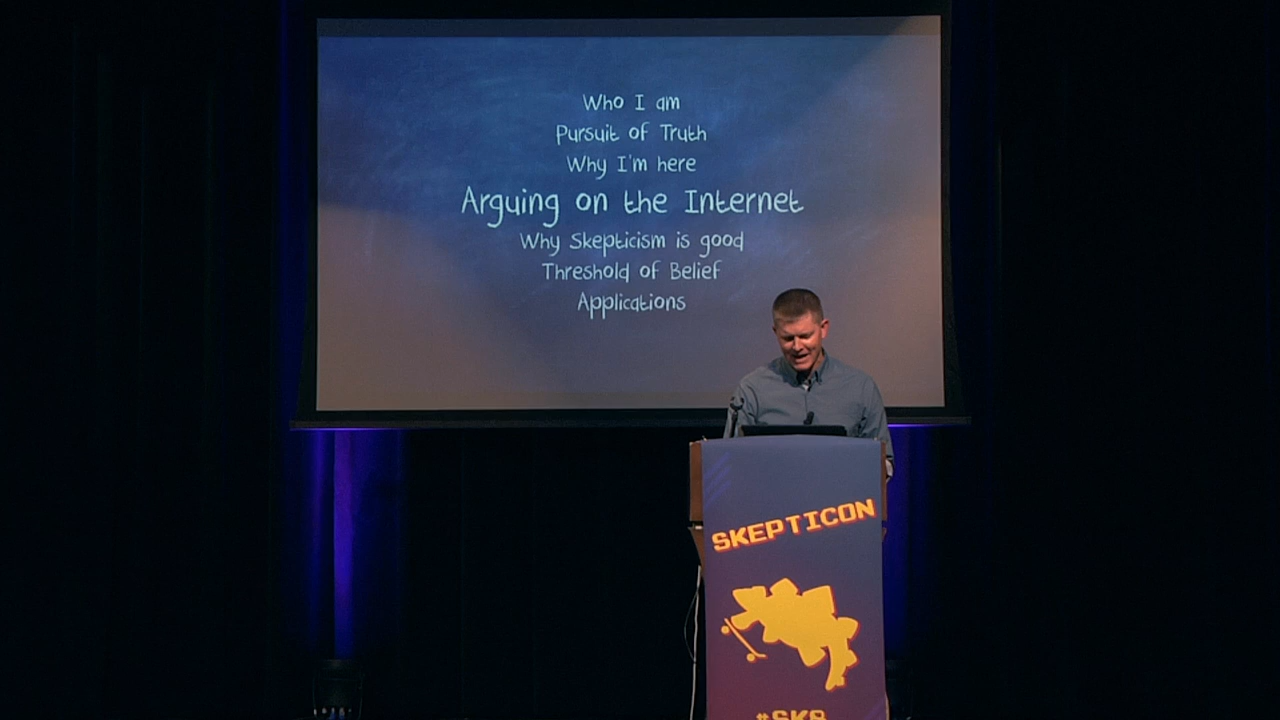 Who I am
Pursuit of Truth
Why I'm here
Arguing on the Internet
Why Skepticism is good
Threshold of Belief
Applications
SKEPTICON
#SK8